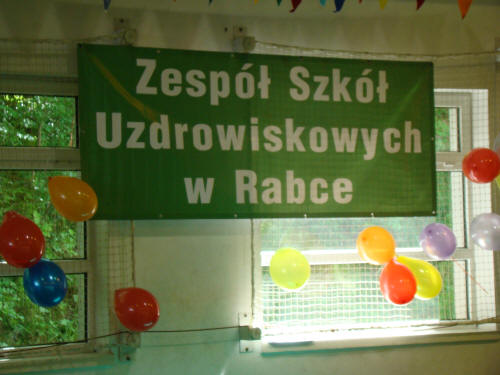 Zespół Szkół
Uzdrowiskowych
w Rabce